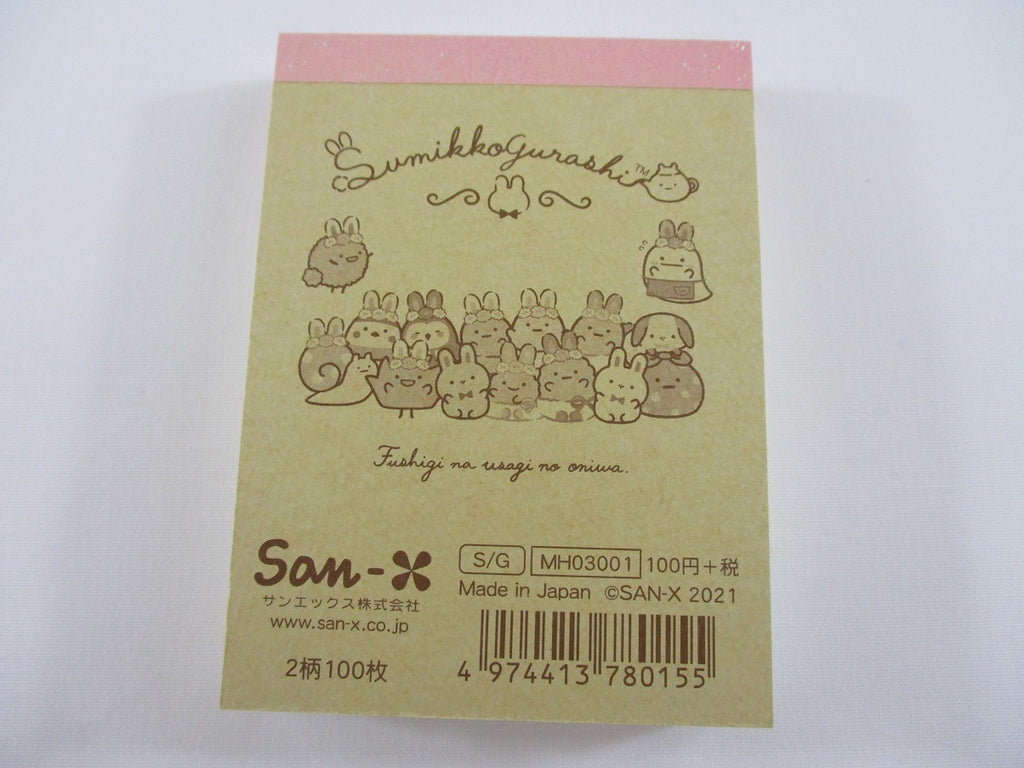 SumikkoGurashi™
Fushigi na usagi no oniwa.
San-X
サンエックス株式会社
www.san-x.co.jp
2柄100枚
S/G MH03001 100円+税
Made in Japan ©SAN-X 2021
4 974413 780155